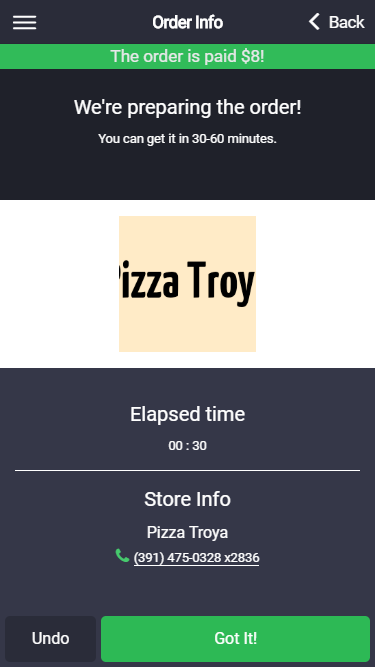 Order Info
Back
The order is paid $8!
We're preparing the order!
You can get it in 30-60 minutes.
Pizza Troy
Elapsed time
00 : 30
Store Info
Pizza Troya
(391) 475-0328 x2836
Undo
Got It!